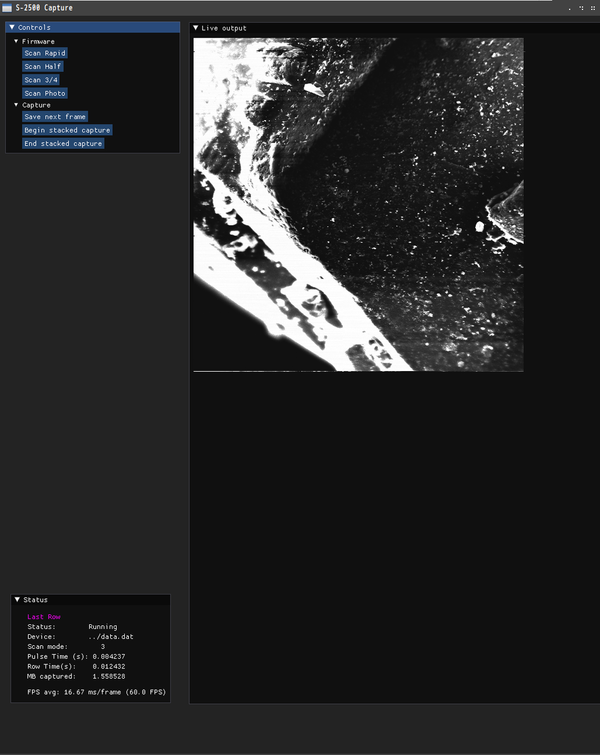 S-2500 Capture
Controls
Firmware
Scan Rapid
Scan Half
Scan 3/4
Scan Photo
Capture
Save next frame
Begin stacked capture
End stacked capture
Live output
Status
Last Row
Status: Running
Device: ../data.dat
Scan mode: 3
Pulse Time (s): 0.004237
Row Time(s): 0.012432
MB captured: 1.558528
FPS avg: 16.67 ms/frame (60.0 FPS)